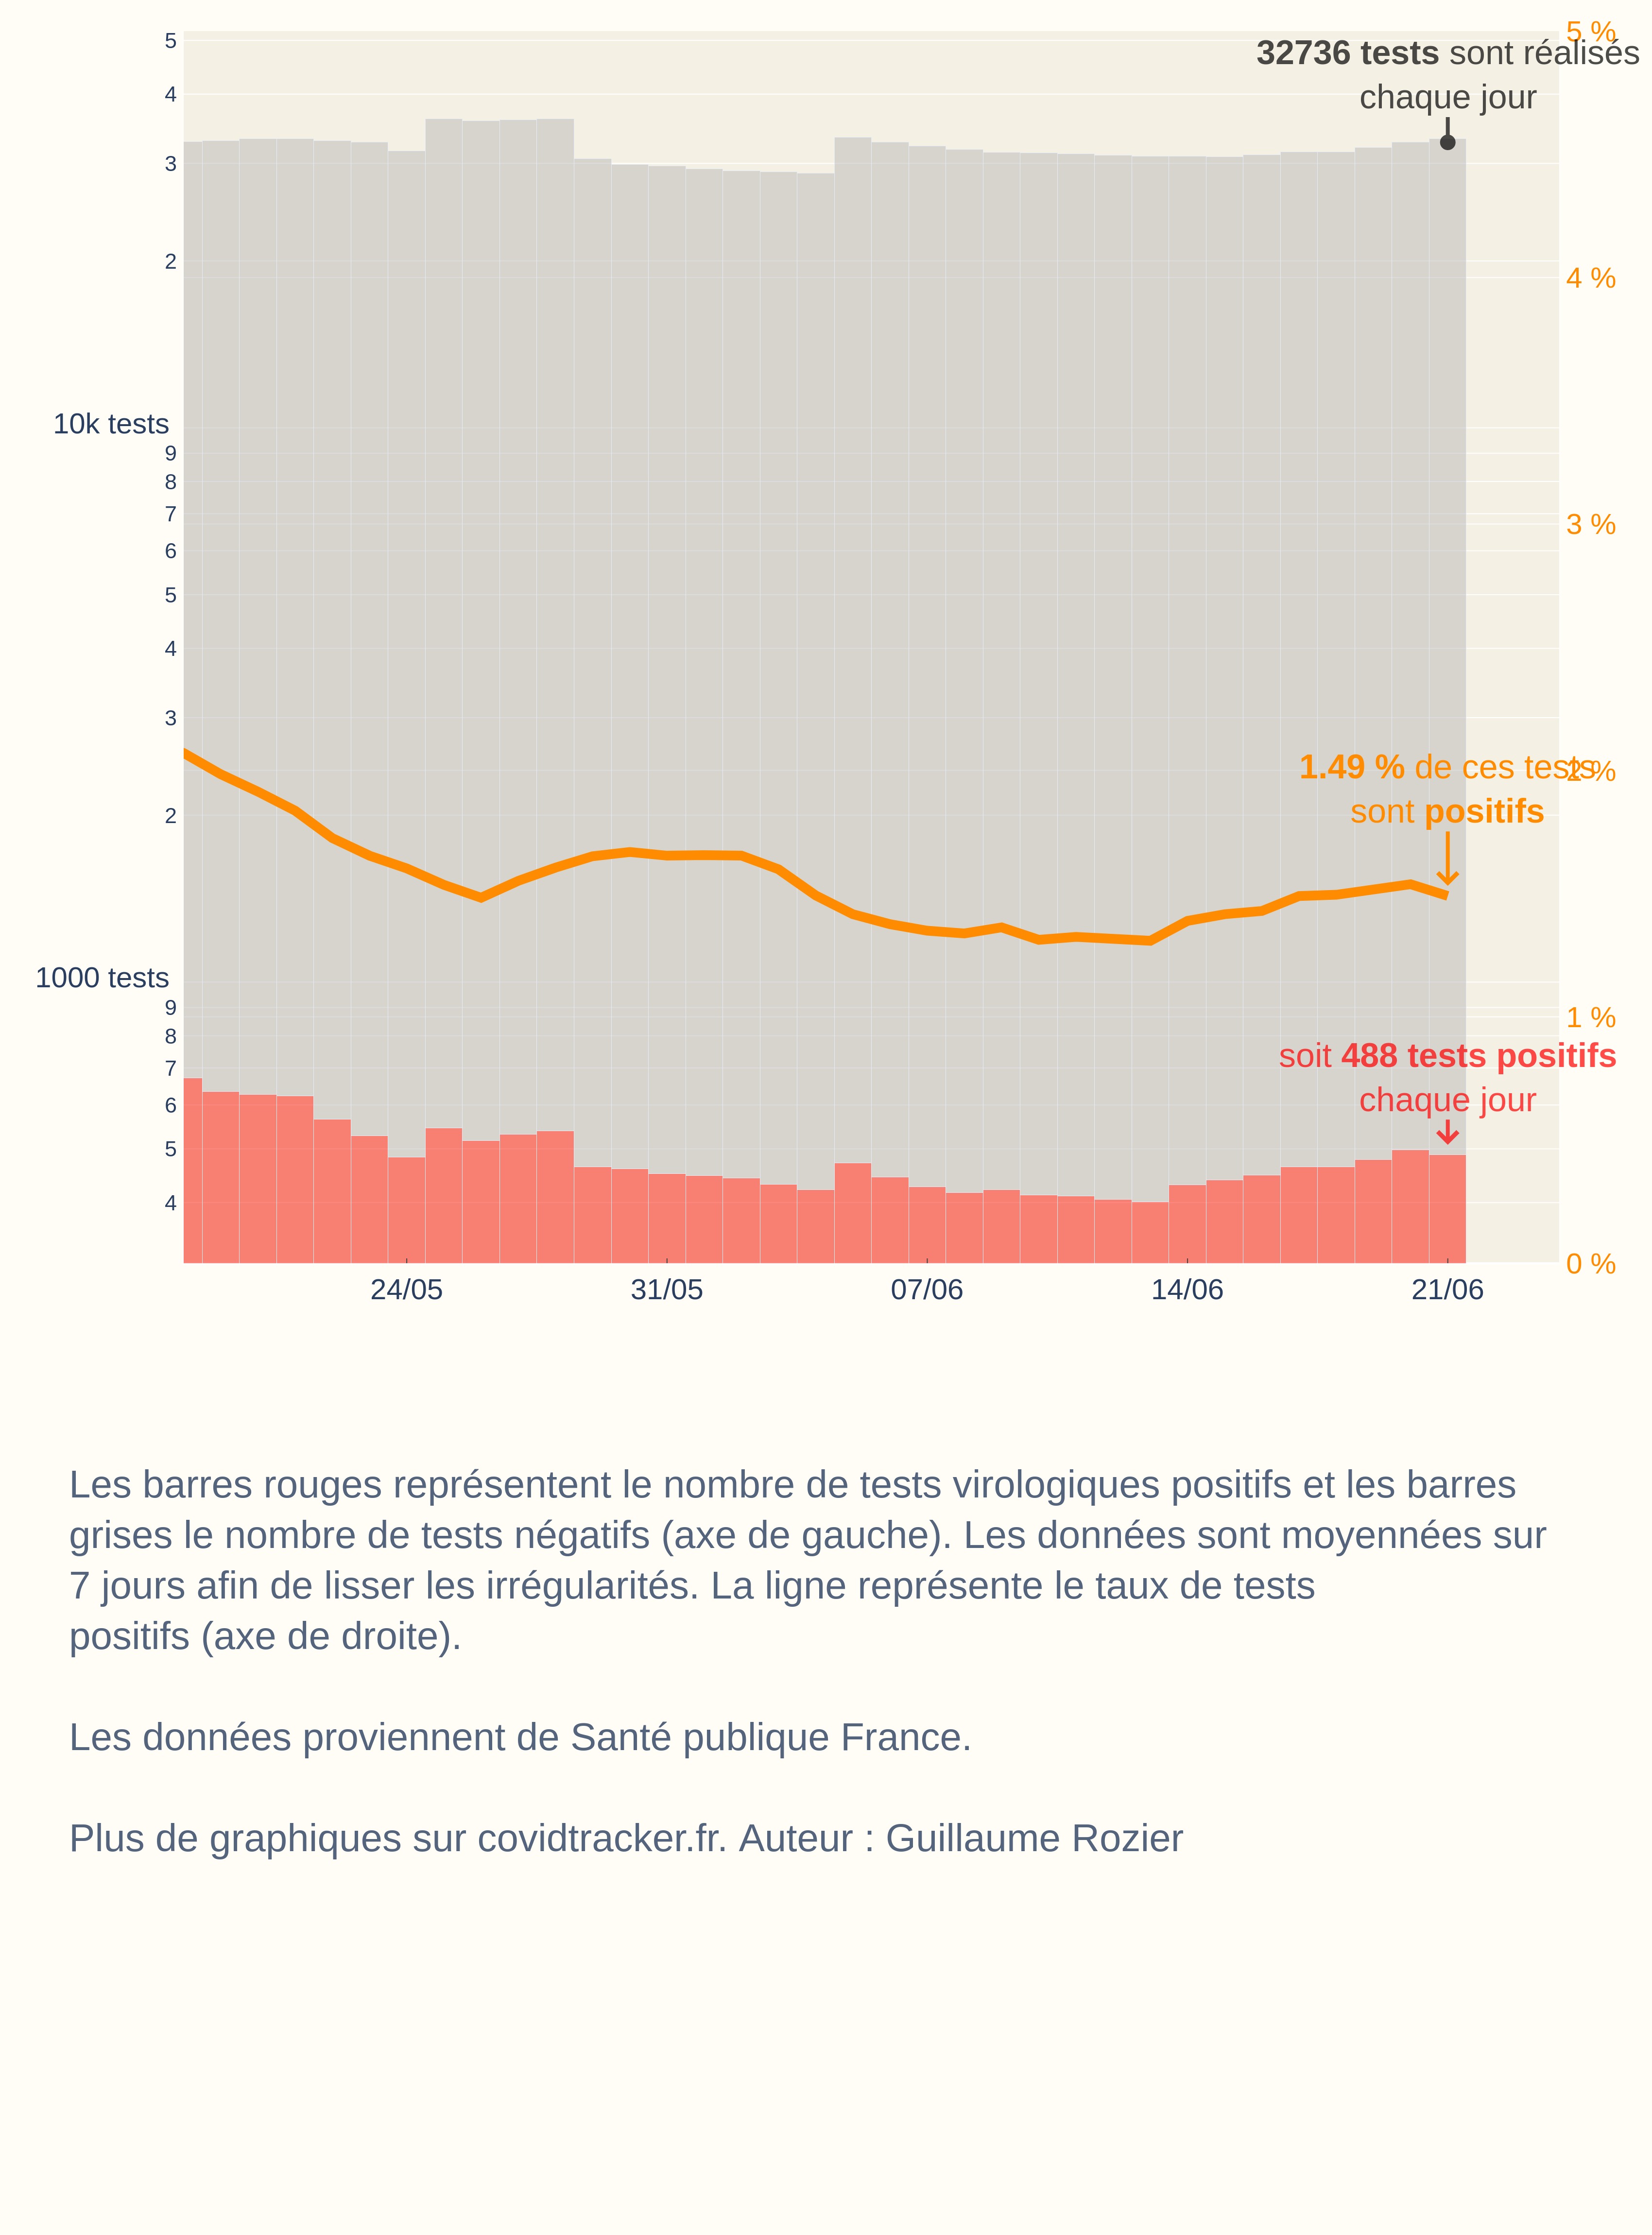 5 %
32736 tests sont réalisés
chaque jour
5
4
3
2
4 %
10k tests
9
8
7
3 %
6
5
4
3
1.49 % de ces tests
2 %
sont positifs
2
1000 tests
9
1 %
8
soit 488 tests positifs
7
chaque jour
6
5
4
0 %
24/05 31/05 07/06 14/06 21/06
Les barres rouges représentent le nombre de tests virologiques positifs et les barres
grises le nombre de tests négatifs (axe de gauche). Les données sont moyennées sur
7 jours afin de lisser les irrégularités. La ligne représente le taux de tests
positifs (axe de droite).
Les données proviennent de Santé publique France.
Plus de graphiques sur covidtracker.fr. Auteur : Guillaume Rozier